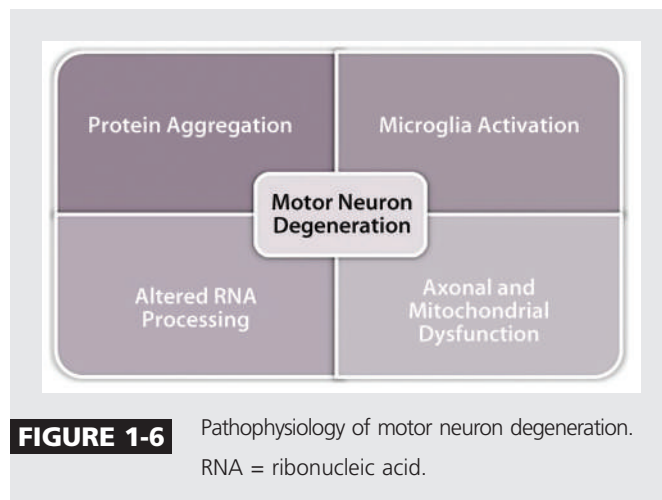 Protein Aggregation
Microglia Activation
Motor Neuron
Degeneration
Altered RNA
Processing
Axonal and
Mitochondrial
Dysfunction
FIGURE 1-6
Pathophysiology of motor neuron degeneration.
RNA = ribonucleic acid.